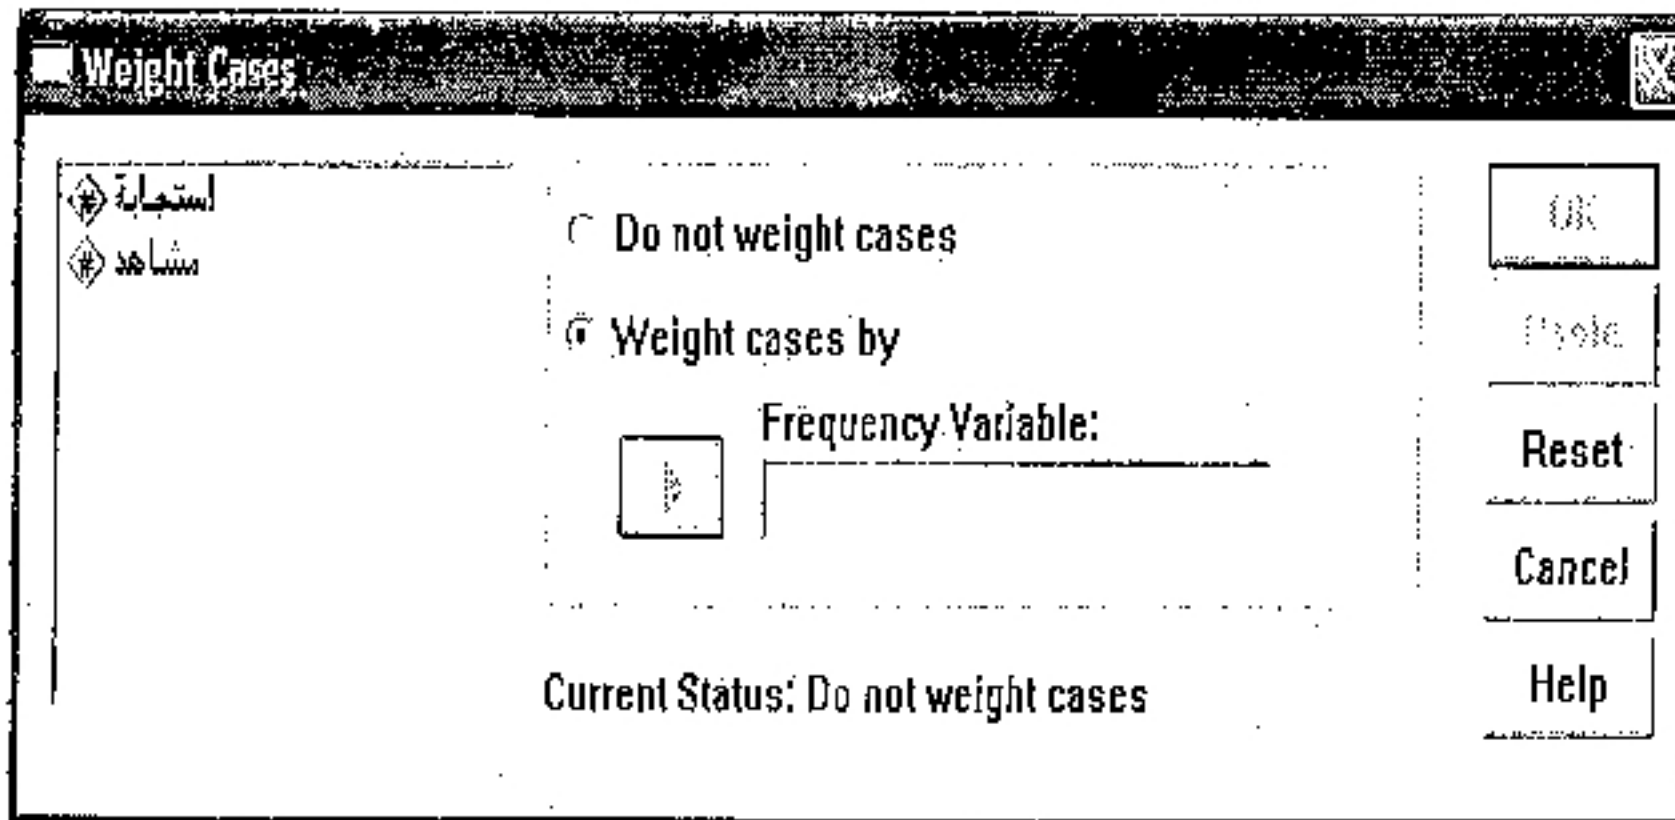 Weight Cases
استجابة
مشاهد
Do not weight cases
Weight cases by
Frequency Variable:
Current Status: Do not weight cases
OK
Paste
Reset
Cancel
Help